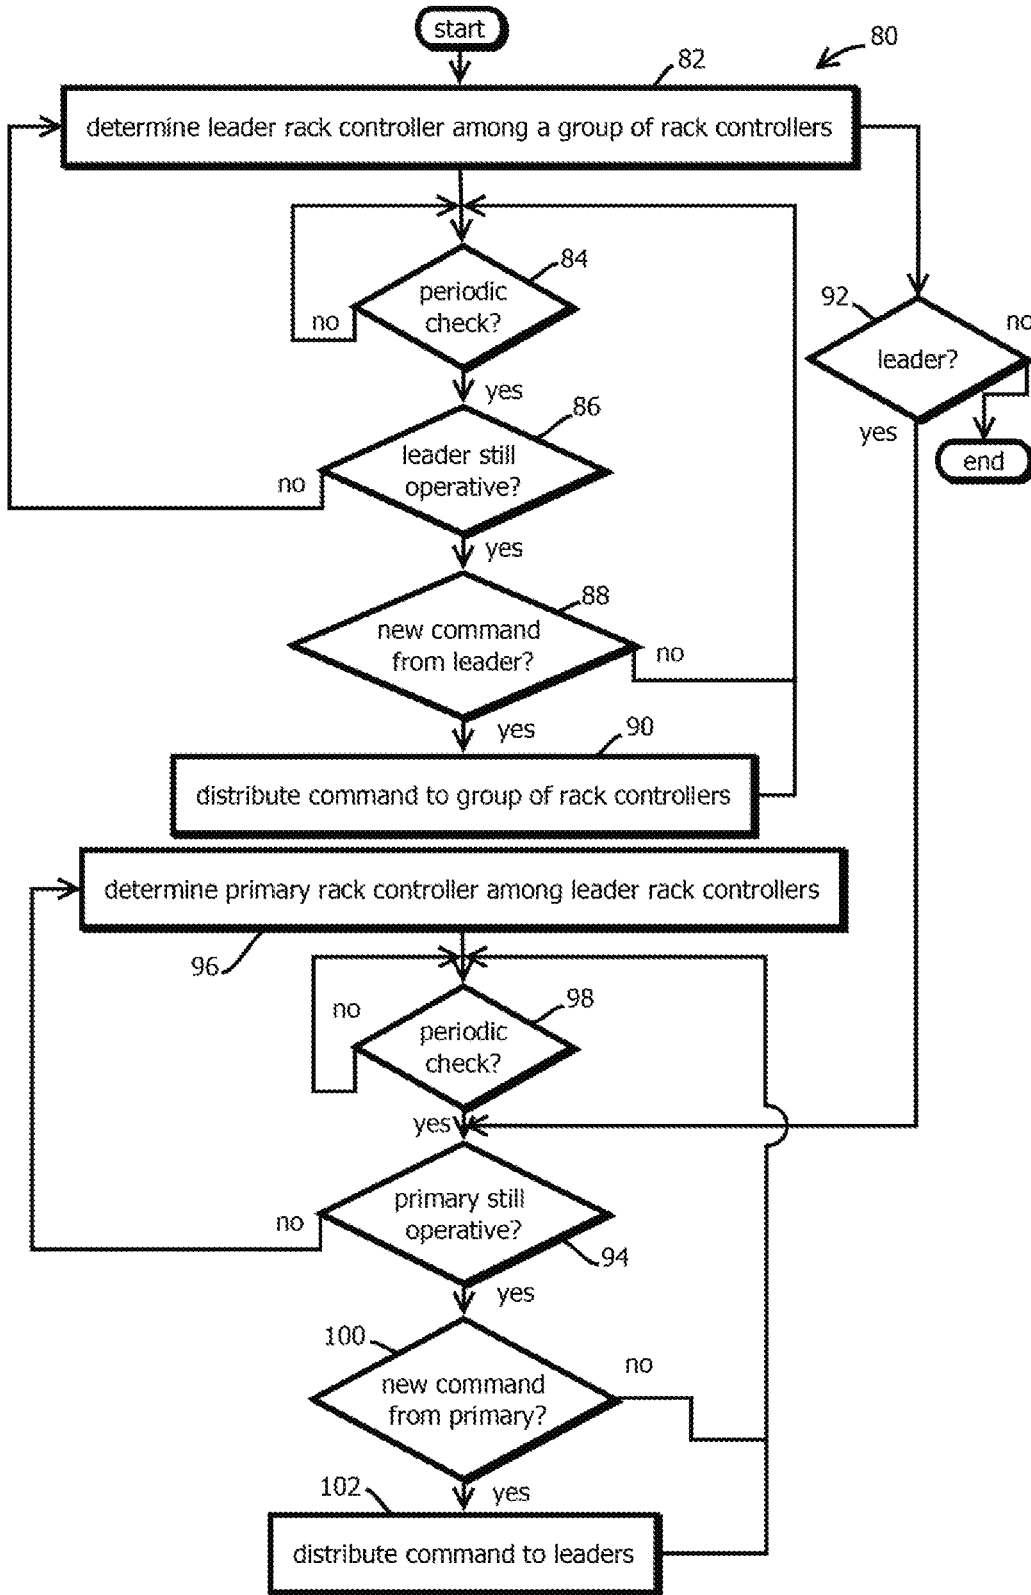 start
80
82
determine leader rack controller among a group of rack controllers
84
periodic
check?
no
yes
92
no
leader?
yes
end
86
leader still
operative?
no
yes
88
new command
from leader?
no
yes
90
distribute command to group of rack controllers
determine primary rack controller among leader rack controllers
96
98
no
periodic
check?
yes
primary still
operative?
no
94
yes
100
no
new command
from primary?
102
yes
distribute command to leaders